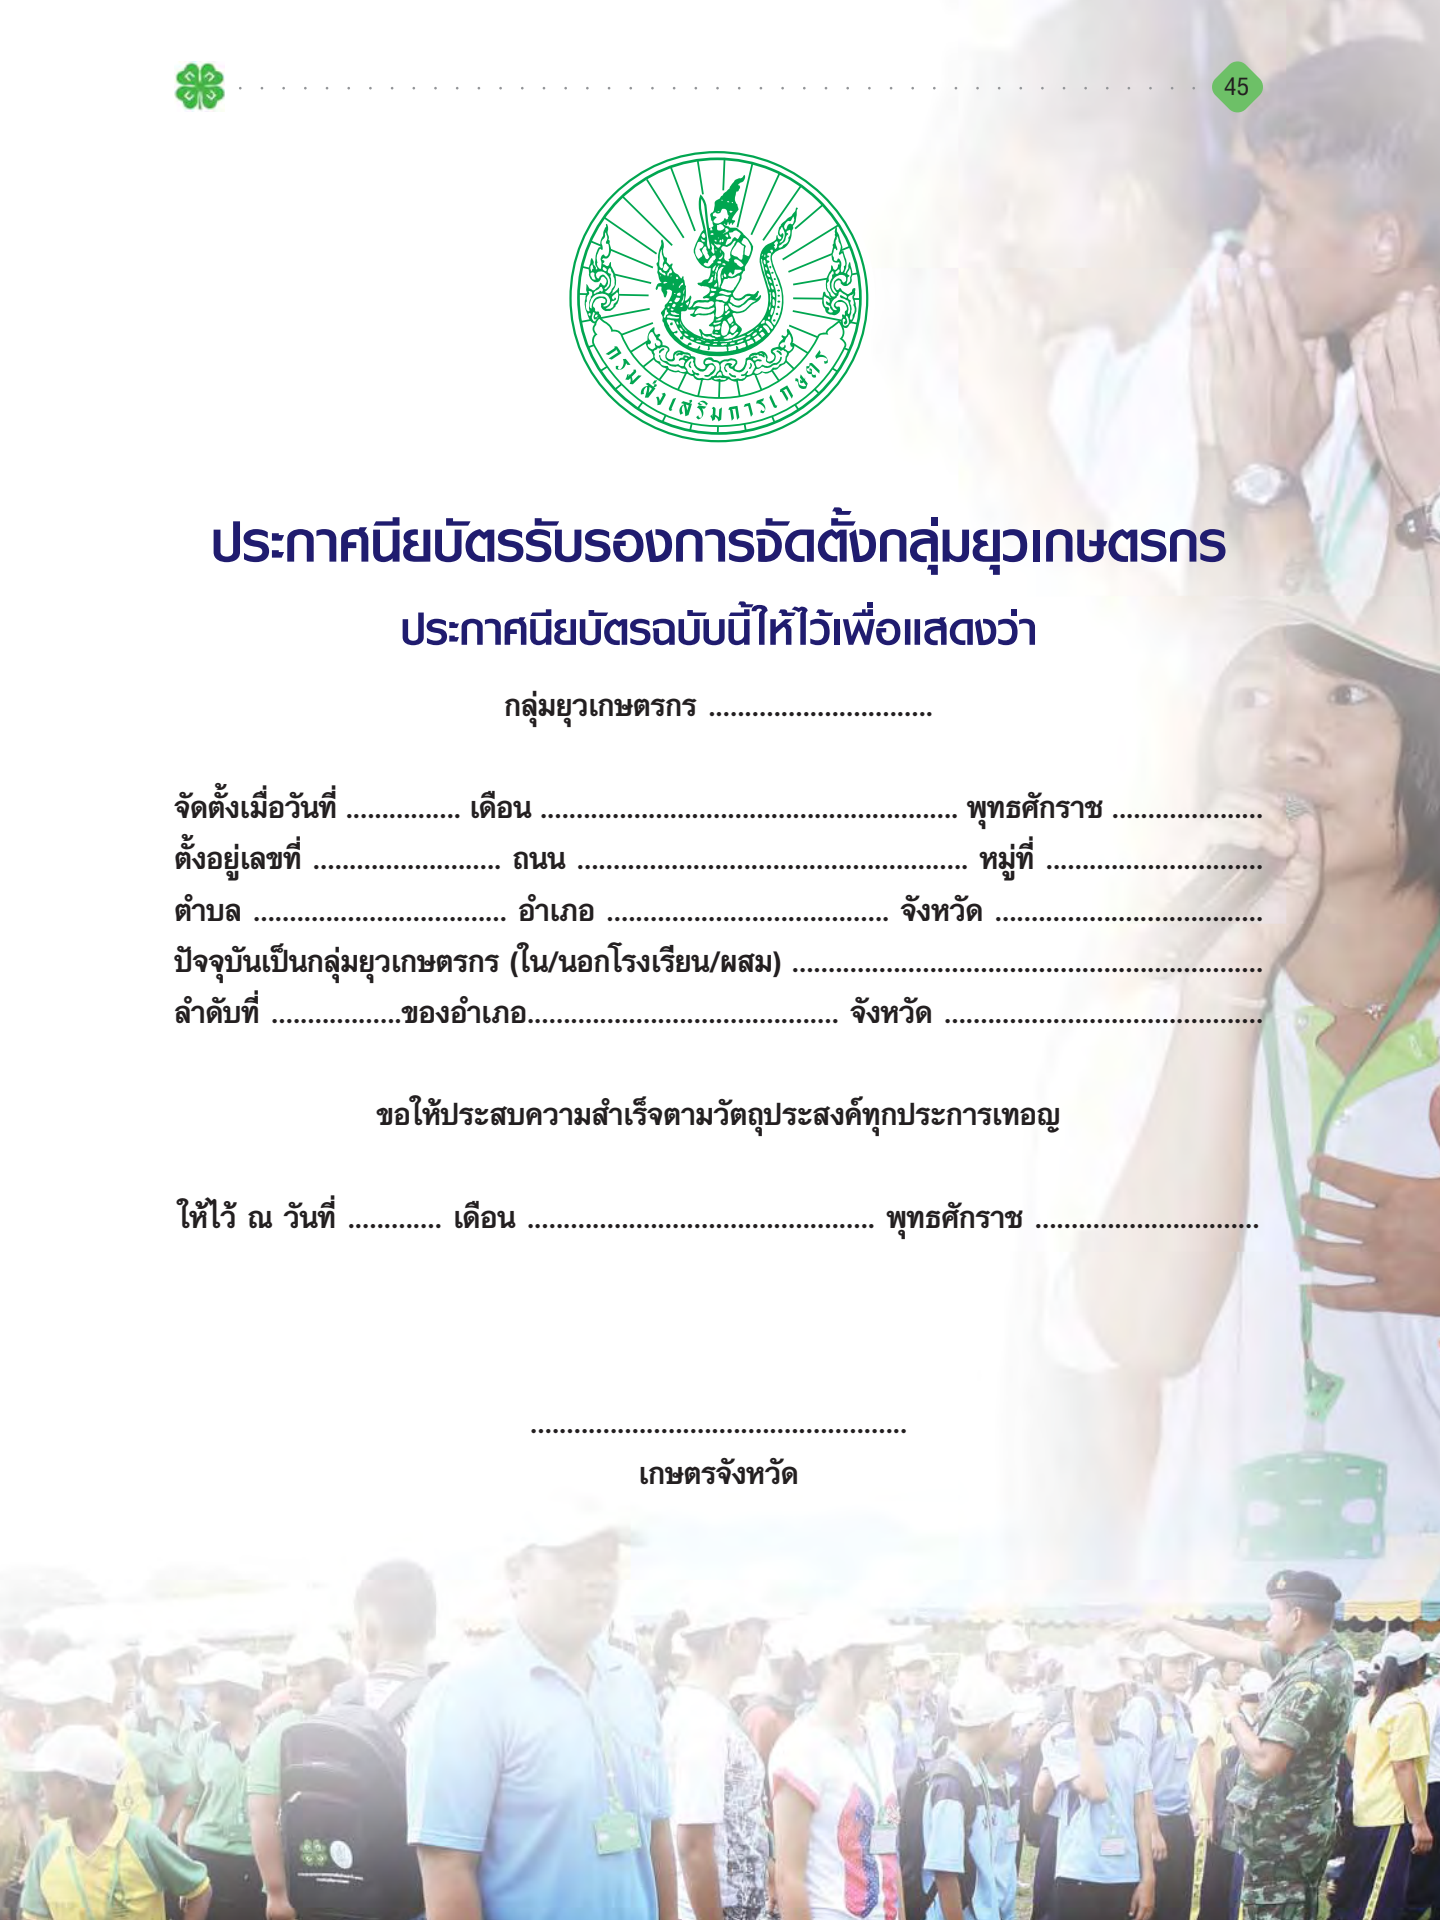 45
กรมส่งเสริมการเกษตร
ประกาศนียบัตรรับรองการจัดตั้งกลุ่มยุวเกษตรกร
ประกาศนียบัตรฉบับนี้ให้ไว้เพื่อแสดงว่า
กลุ่มยุวเกษตรกร ...............................
จัดตั้งเมื่อวันที่ ................ เดือน .......................................................... พุทธศักราช .....................
ตั้งอยู่เลขที่ .......................... ถนน ...................................................... หมู่ที่ ..............................
ตำบล ................................... อำเภอ ....................................... จังหวัด .....................................
ปัจจุบันเป็นกลุ่มยุวเกษตรกร (ใน/นอกโรงเรียน/ผสม) .................................................................
ลำดับที่ ..................ของอำเภอ........................................... จังหวัด ............................................
ขอให้ประสบความสำเร็จตามวัตถุประสงค์ทุกประการเทอญ
ให้ไว้ ณ วันที่ ............. เดือน ................................................ พุทธศักราช ...............................
....................................................
เกษตรจังหวัด